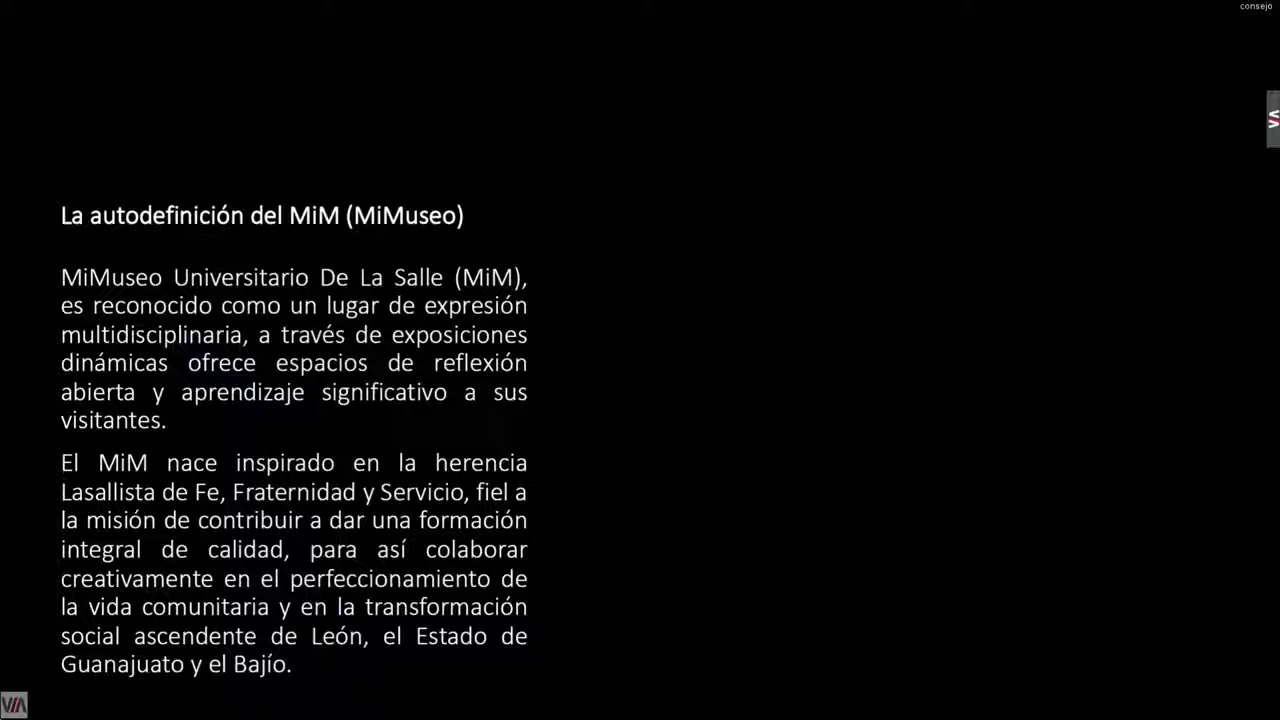 consejo
La autodefinición del MiM (MiMuseo)
MiMuseo Universitario De La Salle (MiM),
es reconocido como un lugar de expresión
multidisciplinaria, a través de exposiciones
dinámicas ofrece espacios de reflexión
abierta y aprendizaje significativo a sus
visitantes.
El MiM nace inspirado en la herencia
Lasallista de Fe, Fraternidad y Servicio, fiel a
la misión de contribuir a dar una formación
integral de calidad, para así colaborar
creativamente en el perfeccionamiento de
la vida comunitaria y en la transformación
social ascendente de León, el Estado de
Guanajuato y el Bajío.
VIA